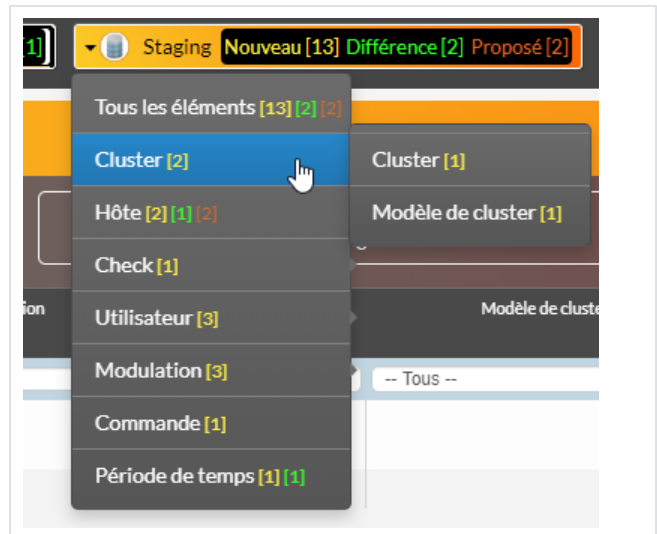 [1]
Staging Nouveau [13] Différence [2] Proposé [2]
Tous les éléments [13] [2] [2]
Cluster [2]
Cluster [1]
Hôte [2] [1] [2]
Modèle de cluster [1]
Check [1]
Utilisateur [3]
Modèle de
Modulation [3]
-- Tous --
Commande [1]
Période de temps [1] [1]